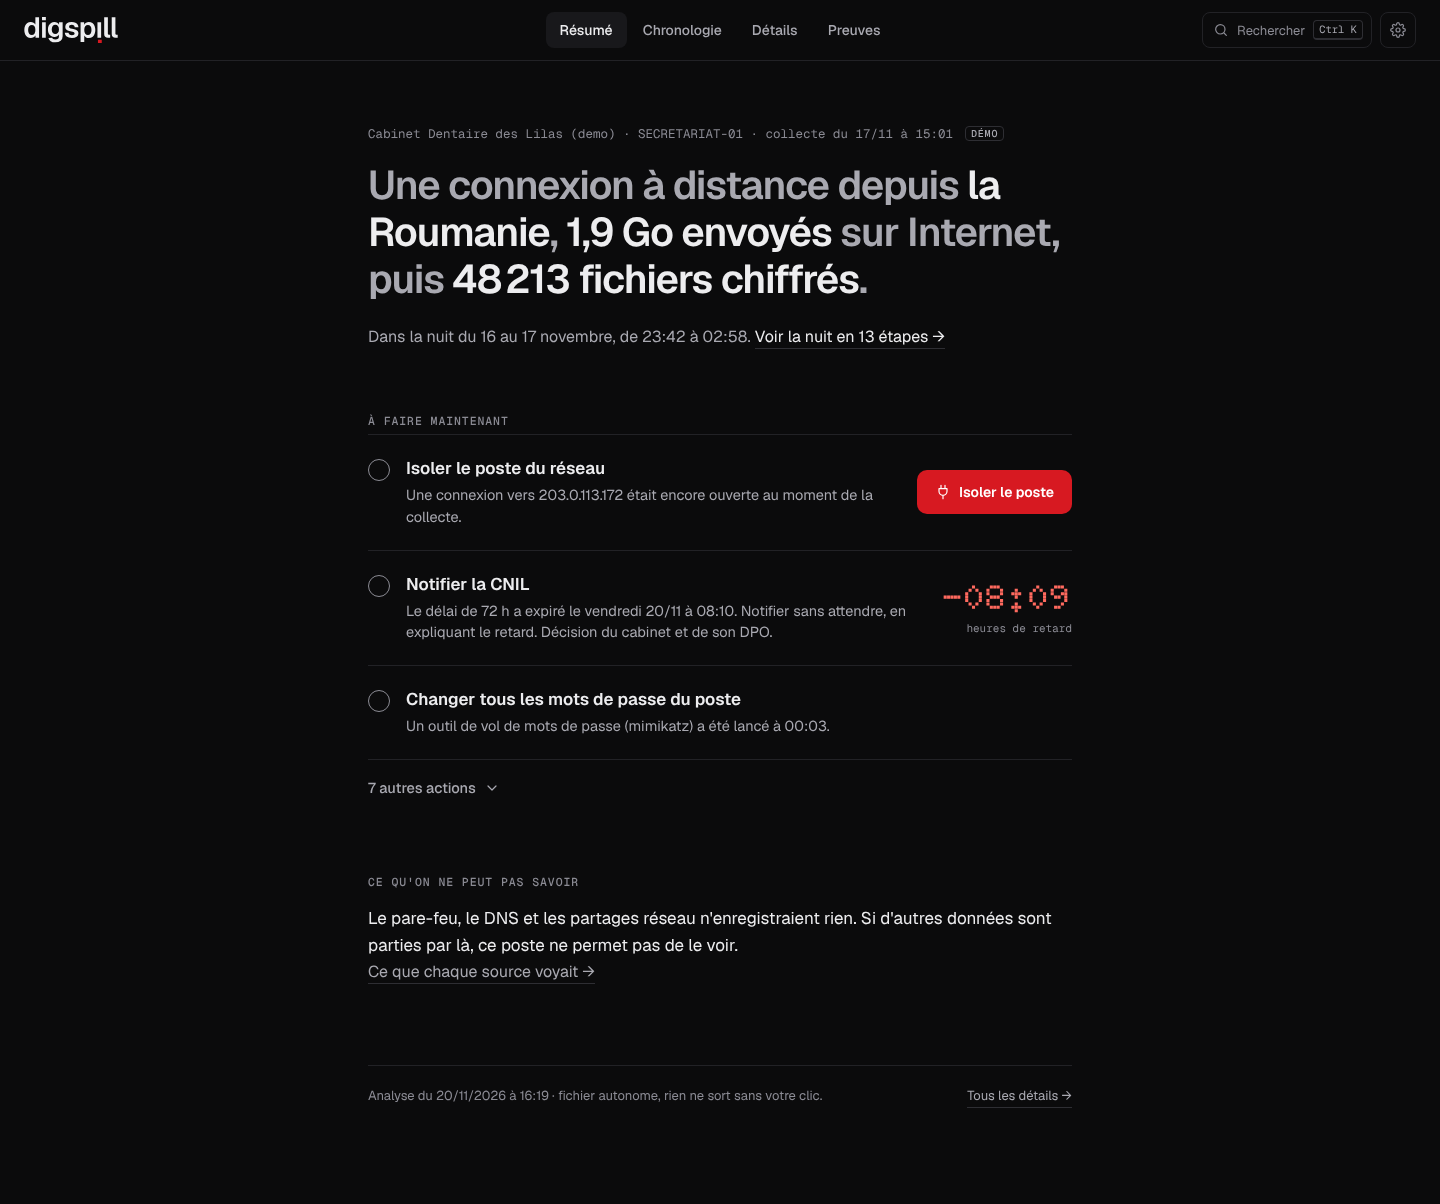 digspill
Résumé
Chronologie
Détails
Preuves
Rechercher
Ctrl K
Cabinet Dentaire des Lilas (demo) · SECRETARIAT-01 · collecte du 17/11 à 15:01
DÉMO
Une connexion à distance depuis la
Roumanie, 1,9 Go envoyés sur Internet,
puis 48 213 fichiers chiffrés.
Dans la nuit du 16 au 17 novembre, de 23:42 à 02:58. Voir la nuit en 13 étapes →
À FAIRE MAINTENANT
Isoler le poste du réseau
Une connexion vers 203.0.113.172 était encore ouverte au moment de la
collecte.
Isoler le poste
Notifier la CNIL
Le délai de 72 h a expiré le vendredi 20/11 à 08:10. Notifier sans attendre, en
expliquant le retard. Décision du cabinet et de son DPO.
−08:09
heures de retard
Changer tous les mots de passe du poste
Un outil de vol de mots de passe (mimikatz) a été lancé à 00:03.
7 autres actions
CE QU'ON NE PEUT PAS SAVOIR
Le pare-feu, le DNS et les partages réseau n'enregistraient rien. Si d'autres données sont
parties par là, ce poste ne permet pas de le voir.
Ce que chaque source voyait →
Analyse du 20/11/2026 à 16:19 · fichier autonome, rien ne sort sans votre clic.
Tous les détails →